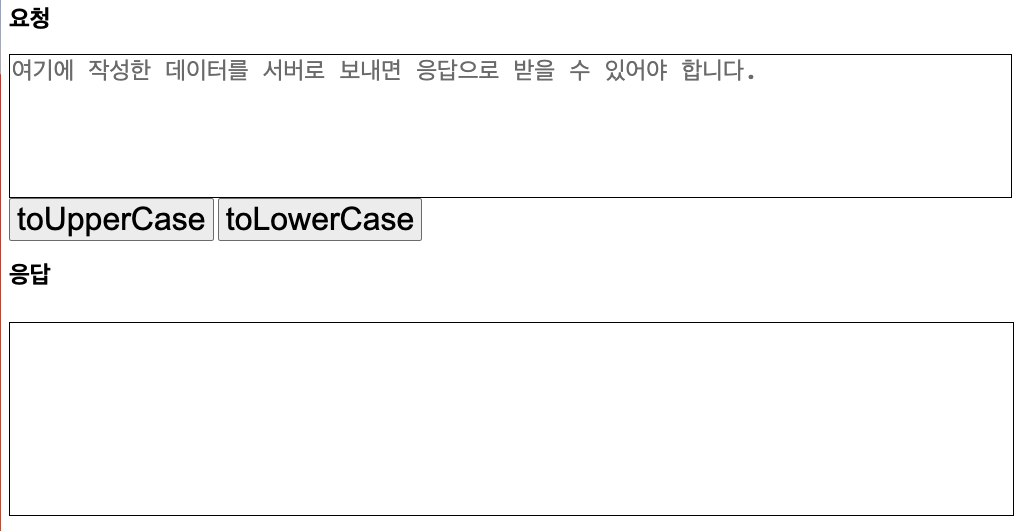 요청
여기에 작성한 데이터를 서버로 보내면 응답으로 받을 수 있어야 합니다.
toUpperCase toLowerCase
응답